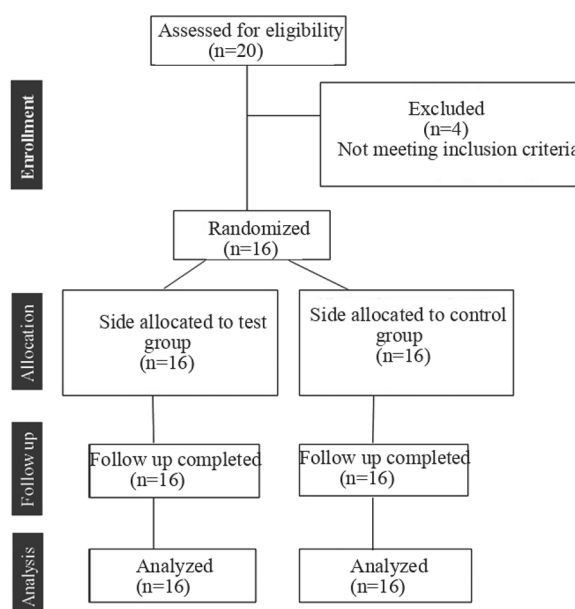 Assessed for eligibility
(n=20)
Enrollment
Excluded
(n=4)
Not meeting inclusion criteria
Randomized
(n=16)
Allocation
Side allocated to test
group
(n=16)
Side allocated to control
group
(n=16)
Follow up
Follow up completed
(n=16)
Follow up completed
(n=16)
Analysis
Analyzed
(n=16)
Analyzed
(n=16)